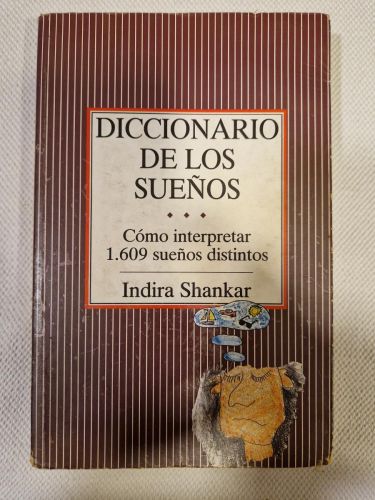 DICCIONARIO
DE LOS
SUEÑOS
Cómo interpretar
1.609 sueños distintos
Indira Shankar